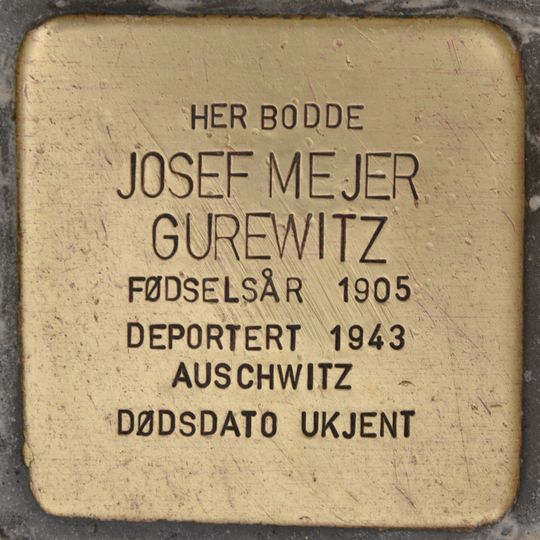 HER BODDE
JOSEF MEJER
GUREWITZ
FØDSELSÅR 1905
DEPORTERT 1943
AUSCHWITZ
DØDSDATO UKJENT